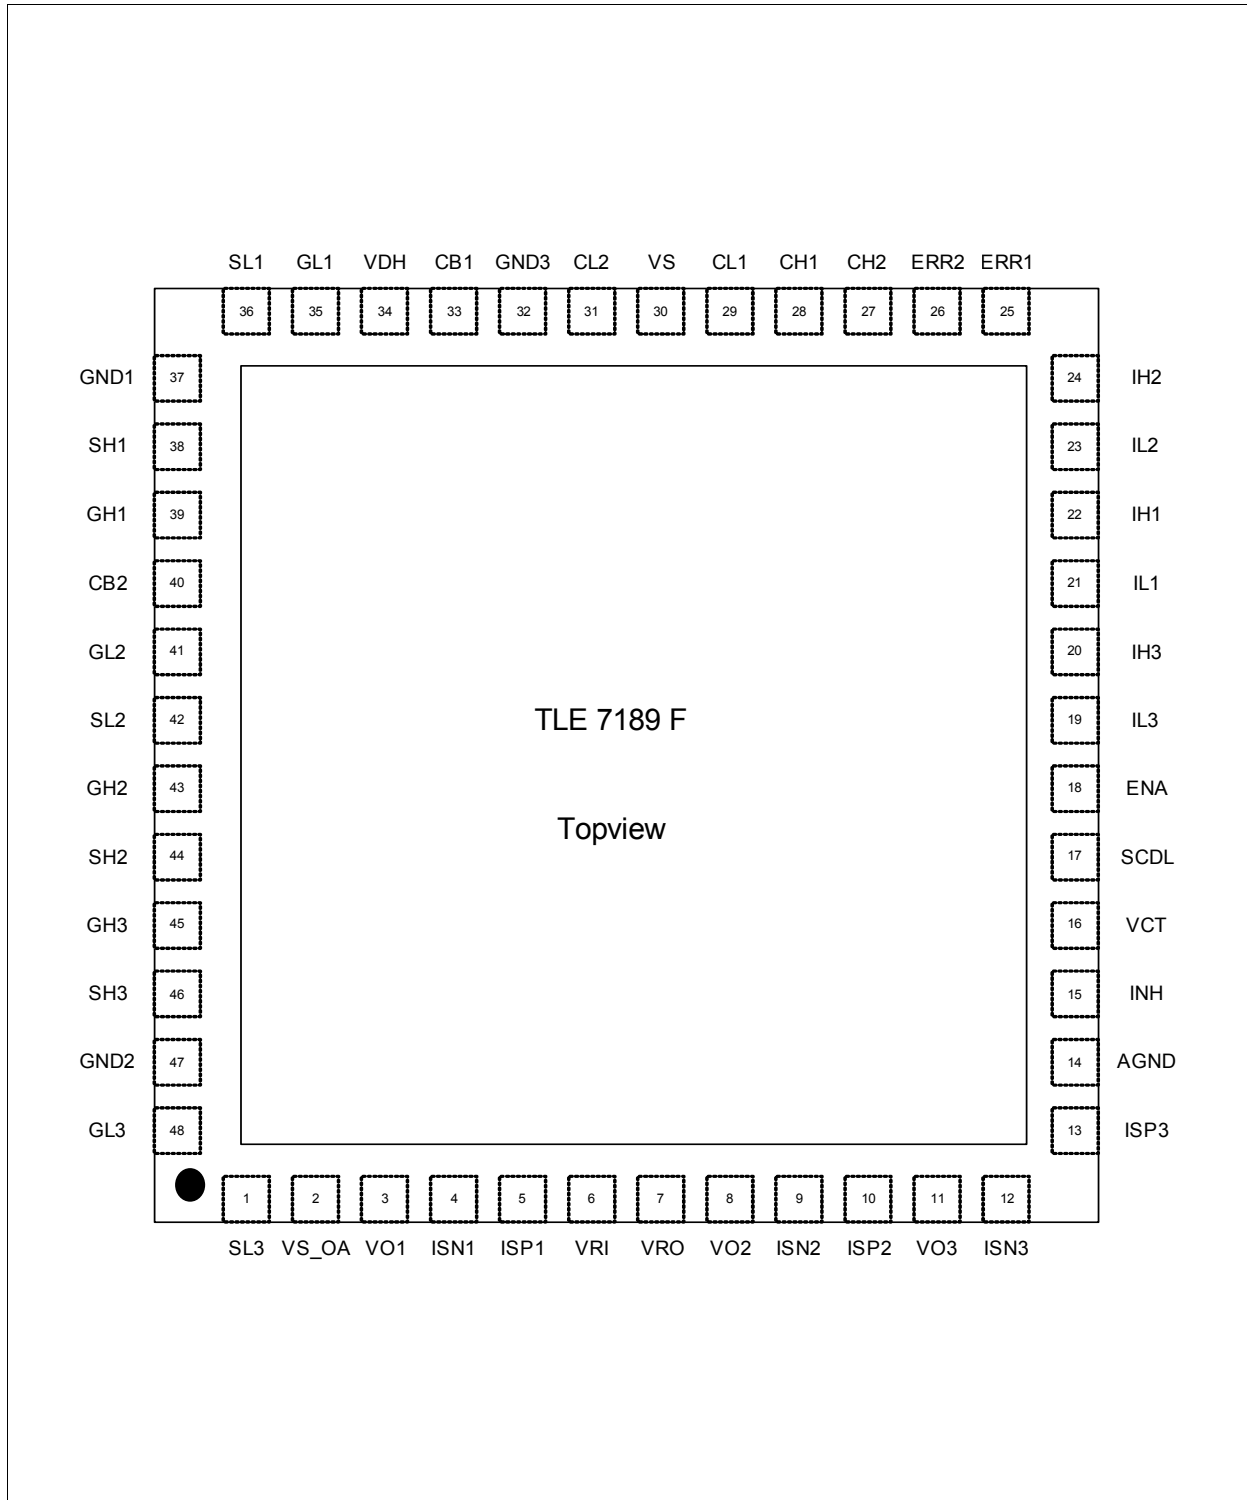 SL1 GL1 VDH CB1 GND3 CL2 VS CL1 CH1 CH2 ERR2 ERR1
36 35 34 33 32 31 30 29 28 27 26 25
GND1 37 24 IH2
SH1 38 23 IL2
GH1 39 22 IH1
CB2 40 21 IL1
GL2 41 20 IH3
SL2 42 TLE 7189 F 19 IL3
GH2 43 18 ENA
Topview
SH2 44 17 SCDL
GH3 45 16 VCT
SH3 46 15 INH
GND2 47 14 AGND
GL3 48 13 ISP3
1 2 3 4 5 6 7 8 9 10 11 12
SL3 VS_OA VO1 ISN1 ISP1 VRI VRO VO2 ISN2 ISP2 VO3 ISN3